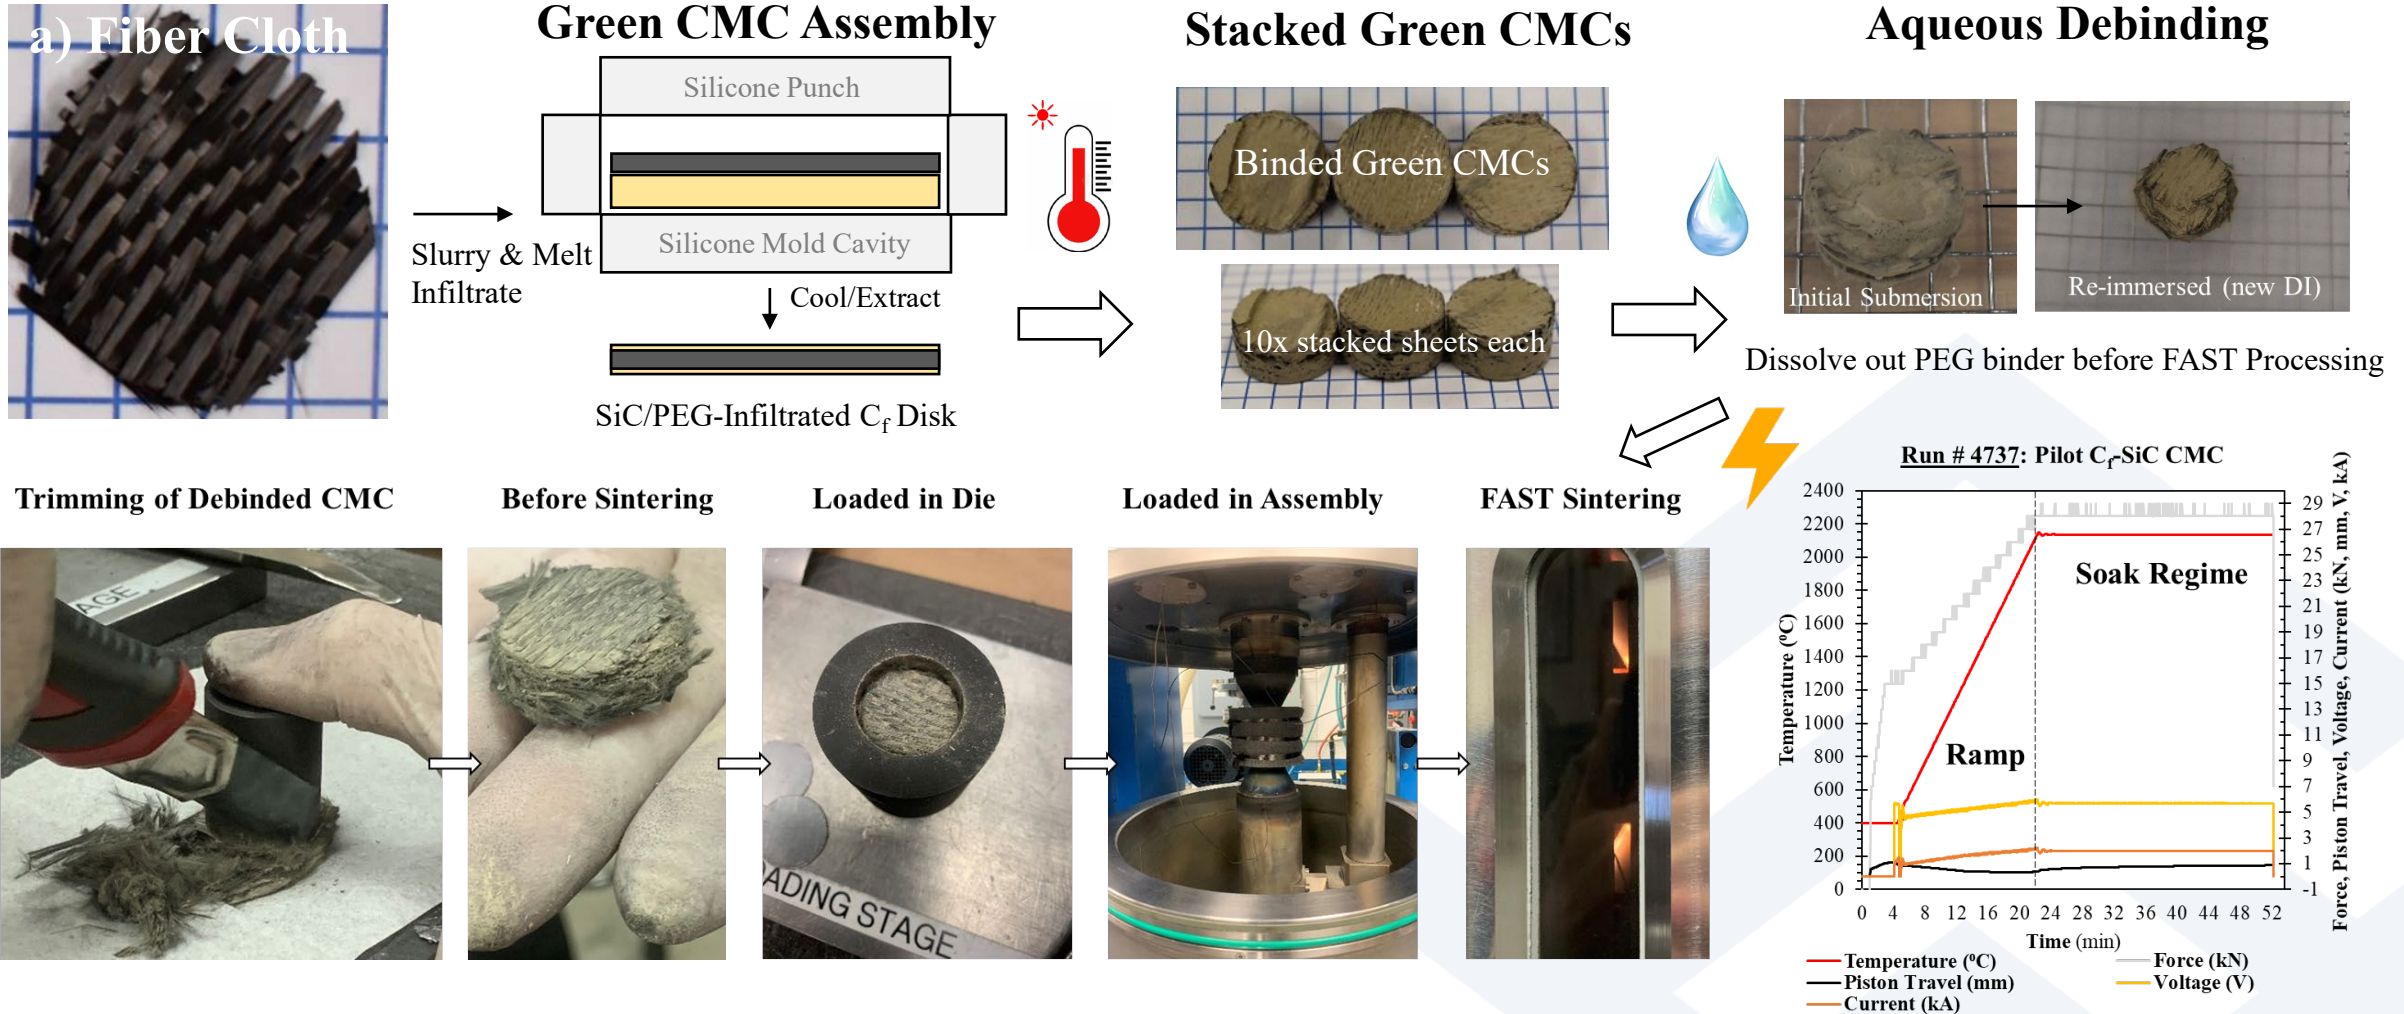 a) Fiber Cloth
Green CMC Assembly
Silicone Punch
Silicone Mold Cavity
Slurry & Melt
Infiltrate
Cool/Extract
SiC/PEG-Infiltrated Cf Disk
Stacked Green CMCs
Binded Green CMCs
10x stacked sheets each
Aqueous Debinding
Initial Submersion
Re-immersed (new DI)
Dissolve out PEG binder before FAST Processing
Trimming of Debinded CMC
AGE
Before Sintering
Loaded in Die
ADING STAGE
Loaded in Assembly
FAST Sintering
Run # 4737: Pilot Cf-SiC CMC
Temperature (⁰C)
2400
2200
2000
1800
1600
1400
1200
1000
800
600
400
200
0
Soak Regime
Ramp
29
27
25
23
21
19
17
15
13
11
9
7
5
3
1
-1
Force, Piston Travel, Voltage, Current (kN, mm, V, kA)
0 4 8 12 16 20 24 28 32 36 40 44 48 52
Time (min)
Temperature (⁰C)
Force (kN)
Piston Travel (mm)
Voltage (V)
Current (kA)